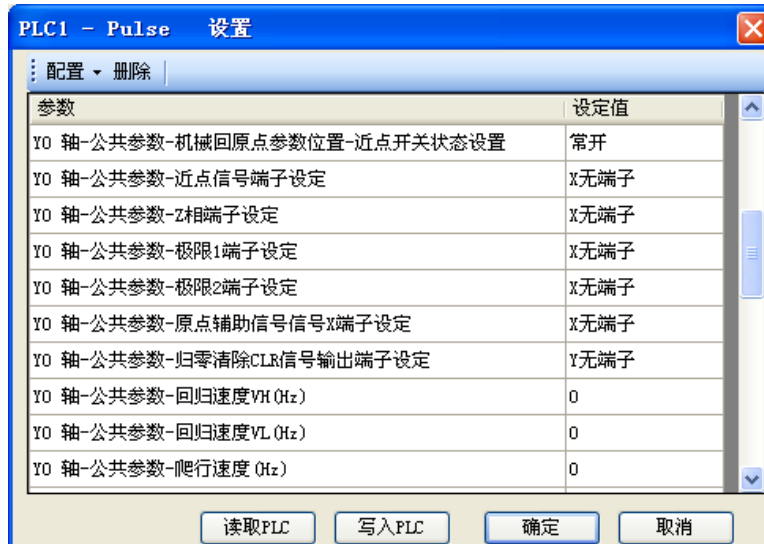 PLC1 - Pulse 设置
配置 删除
参数 设定值
Y0 轴-公共参数-机械回原点参数位置-近点开关状态设置 常开
Y0 轴-公共参数-近点信号端子设定 X无端子
Y0 轴-公共参数-Z相端子设定 X无端子
Y0 轴-公共参数-极限1端子设定 X无端子
Y0 轴-公共参数-极限2端子设定 X无端子
Y0 轴-公共参数-原点辅助信号信号X端子设定 X无端子
Y0 轴-公共参数-归零清除CLR信号输出端子设定 Y无端子
Y0 轴-公共参数-回归速度VH(Hz) 0
Y0 轴-公共参数-回归速度VL(Hz) 0
Y0 轴-公共参数-爬行速度(Hz) 0
读取PLC 写入PLC 确定 取消